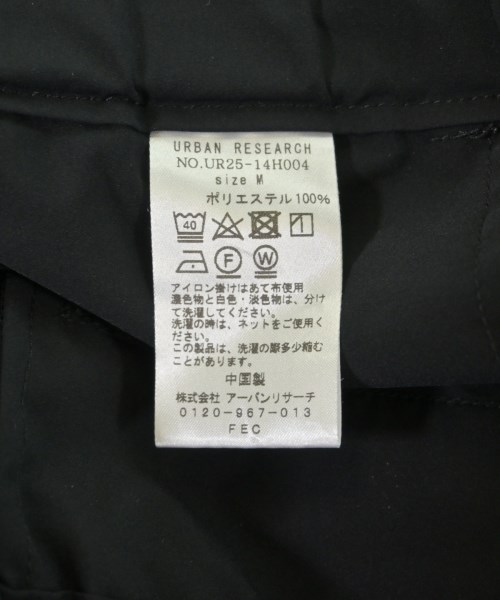 URBAN RESEARCH
NO.UR25-14H004
size M
ポリエステル100%
40
F W
アイロン掛けはあて布使用
濃色物と白色・淡色物は、分け
て洗濯してください。
洗濯の時は、ネットをご使用く
ださい。
この製品は、洗濯の際多少縮む
ことがあります。
中国製
株式会社 アーバンリサーチ
0120-967-013
FEC